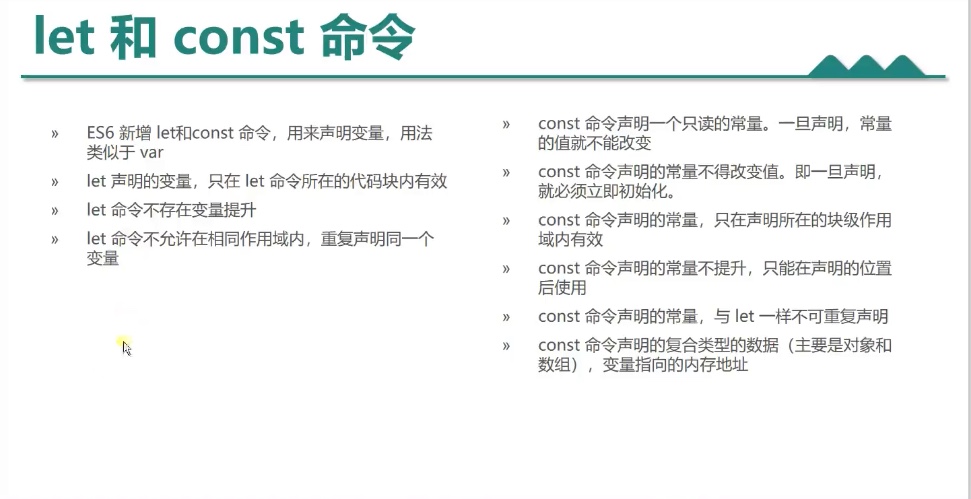 let 和 const 命令
» ES6 新增 let和const 命令，用来声明变量，用法
类似于 var
» let 声明的变量，只在 let 命令所在的代码块内有效
» let 命令不存在变量提升
» let 命令不允许在相同作用域内，重复声明同一个
变量
» const 命令声明一个只读的常量。一旦声明，常量
的值就不能改变
» const 命令声明的常量不得改变值。即一旦声明，
就必须立即初始化。
» const 命令声明的常量，只在声明所在的块级作用
域内有效
» const 命令声明的常量不提升，只能在声明的位置
后使用
» const 命令声明的常量，与 let 一样不可重复声明
» const 命令声明的复合类型的数据（主要是对象和
数组），变量指向的内存地址